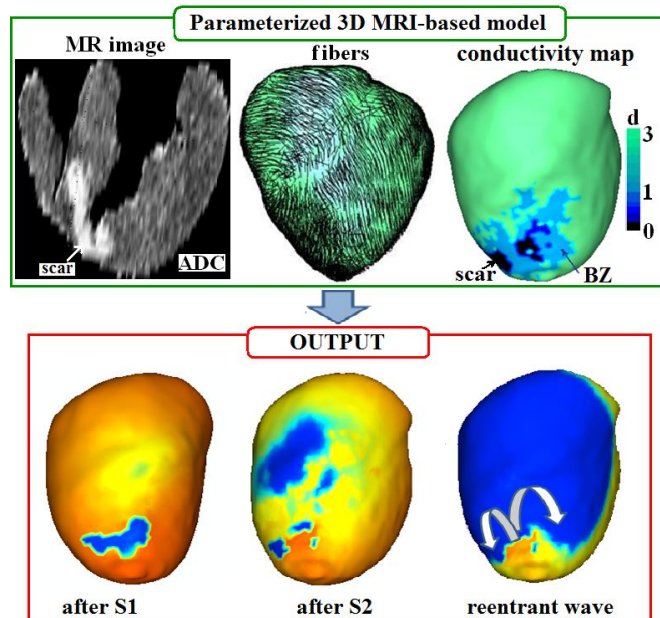 Parameterized 3D MRI-based model
MR image
fibers
conductivity map
scar
ADC
d
3
1
0
scar
BZ
OUTPUT
after S1
after S2
reentrant wave